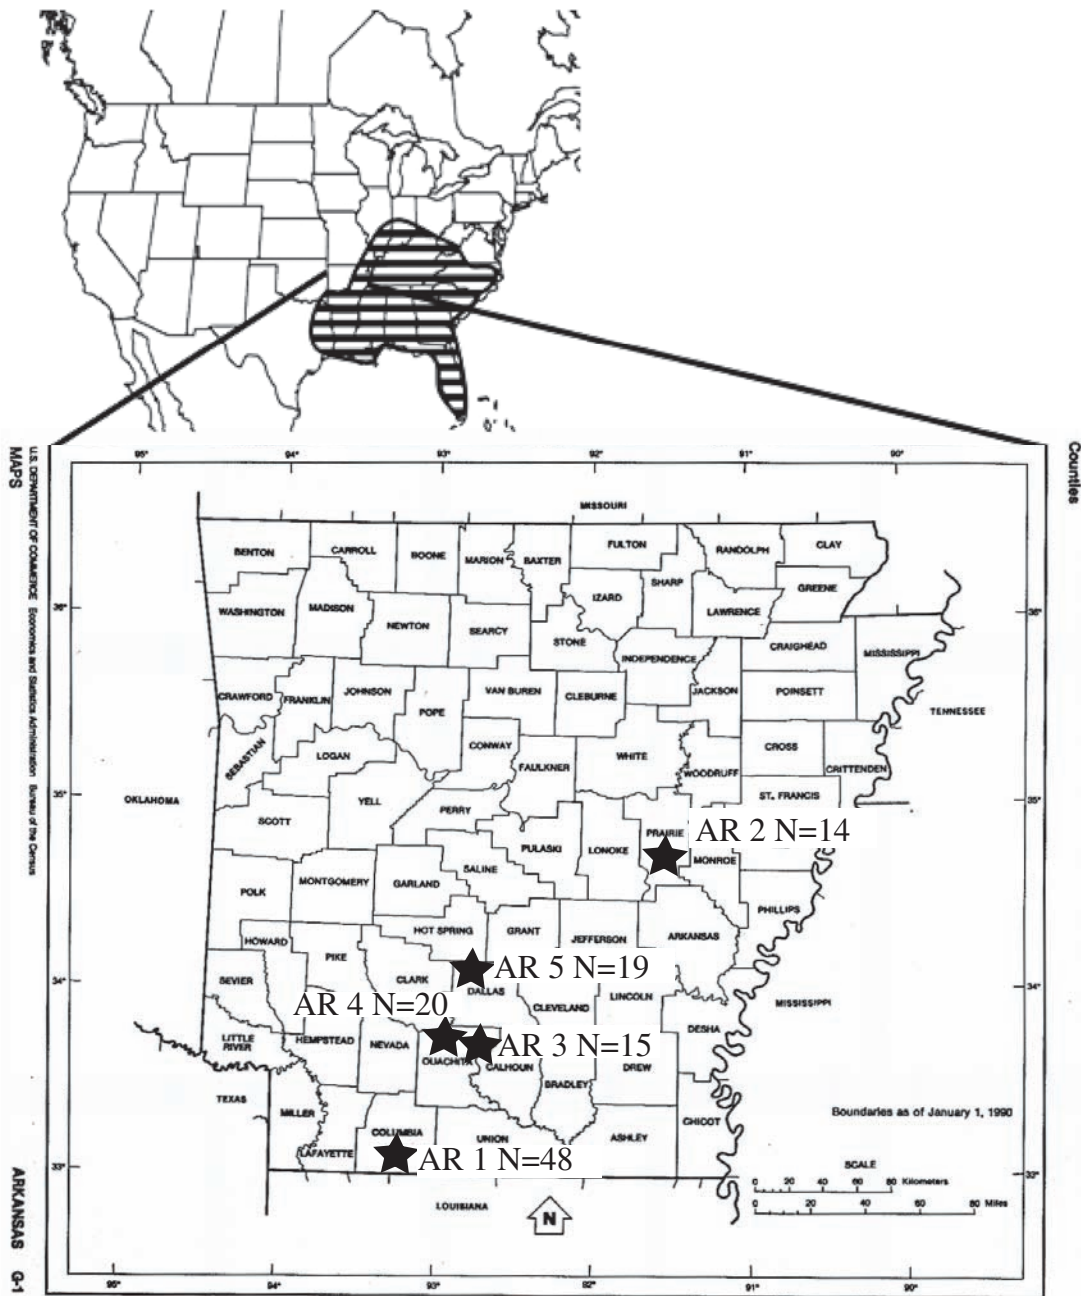 Counties
U.S. DEPARTMENT OF COMMERCE Economics and Statistics Administration Bureau of the Census
MAPS
95° 94° 93° 92° 91° 90°
MISSOURI
BENTON CARROLL BOONE MARION BAXTER FULTON RANDOLPH CLAY
SHARP GREENE
IZARD
36° WASHINGTON MADISON NEWTON SEARCY LAWRENCE 36°
STONE CRAIGHEAD MISSISSIPPI
INDEPENDENCE
CRAWFORD FRANKLIN JOHNSON VAN BUREN CLEBURNE JACKSON POINSETT
POPE TENNESSEE
SEBASTIAN LOGAN CONWAY FAULKNER WHITE WOODRUFF CROSS CRITTENDEN
35° OKLAHOMA YELL PERRY ST. FRANCIS 35°
SCOTT PRAIRIE AR 2 N=14
PULASKI LONOKE MONROE
POLK MONTGOMERY GARLAND SALINE
PHILLIPS
HOWARD HOT SPRING GRANT JEFFERSON ARKANSAS
PIKE
34° SEVIER CLARK AR 5 N=19 34°
DALLAS LINCOLN MISSISSIPPI
AR 4 N=20 CLEVELAND
LITTLE RIVER HEMPSTEAD NEVADA AR 3 N=15 DESHA
OUACHITA CALHOUN DREW
BRADLEY
TEXAS MILLER Boundaries as of January 1, 1990
COLUMBIA UNION ASHLEY CHICOT
LAFAYETTE AR 1 N=48
33° 33°
SCALE
0 20 40 60 80 Kilometers
0 20 40 60 80 Miles
LOUISIANA
N
95° 94° 93° 92° 91° 90°
ARKANSAS G-1